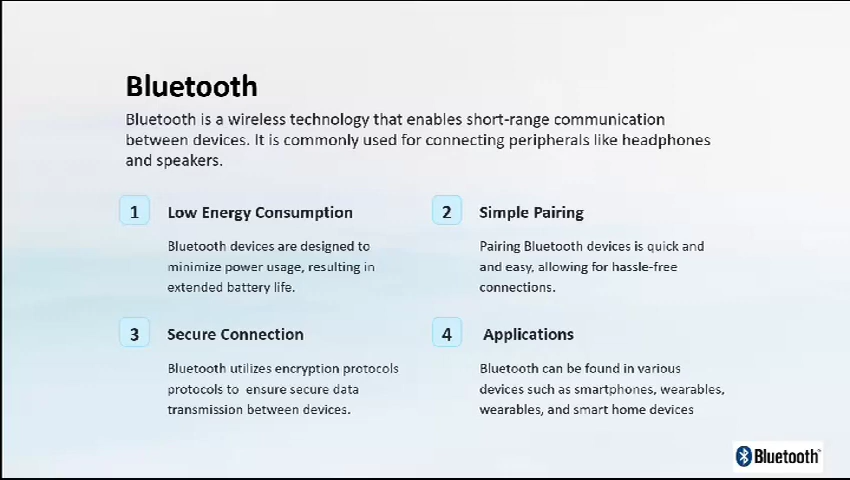 Bluetooth
Bluetooth is a wireless technology that enables short-range communication
between devices. It is commonly used for connecting peripherals like headphones
and speakers.
1 Low Energy Consumption
Bluetooth devices are designed to
minimize power usage, resulting in
extended battery life.
2 Simple Pairing
Pairing Bluetooth devices is quick and
and easy, allowing for hassle-free
connections.
3 Secure Connection
Bluetooth utilizes encryption protocols
protocols to ensure secure data
transmission between devices.
4 Applications
Bluetooth can be found in various
devices such as smartphones, wearables,
wearables, and smart home devices
Bluetooth